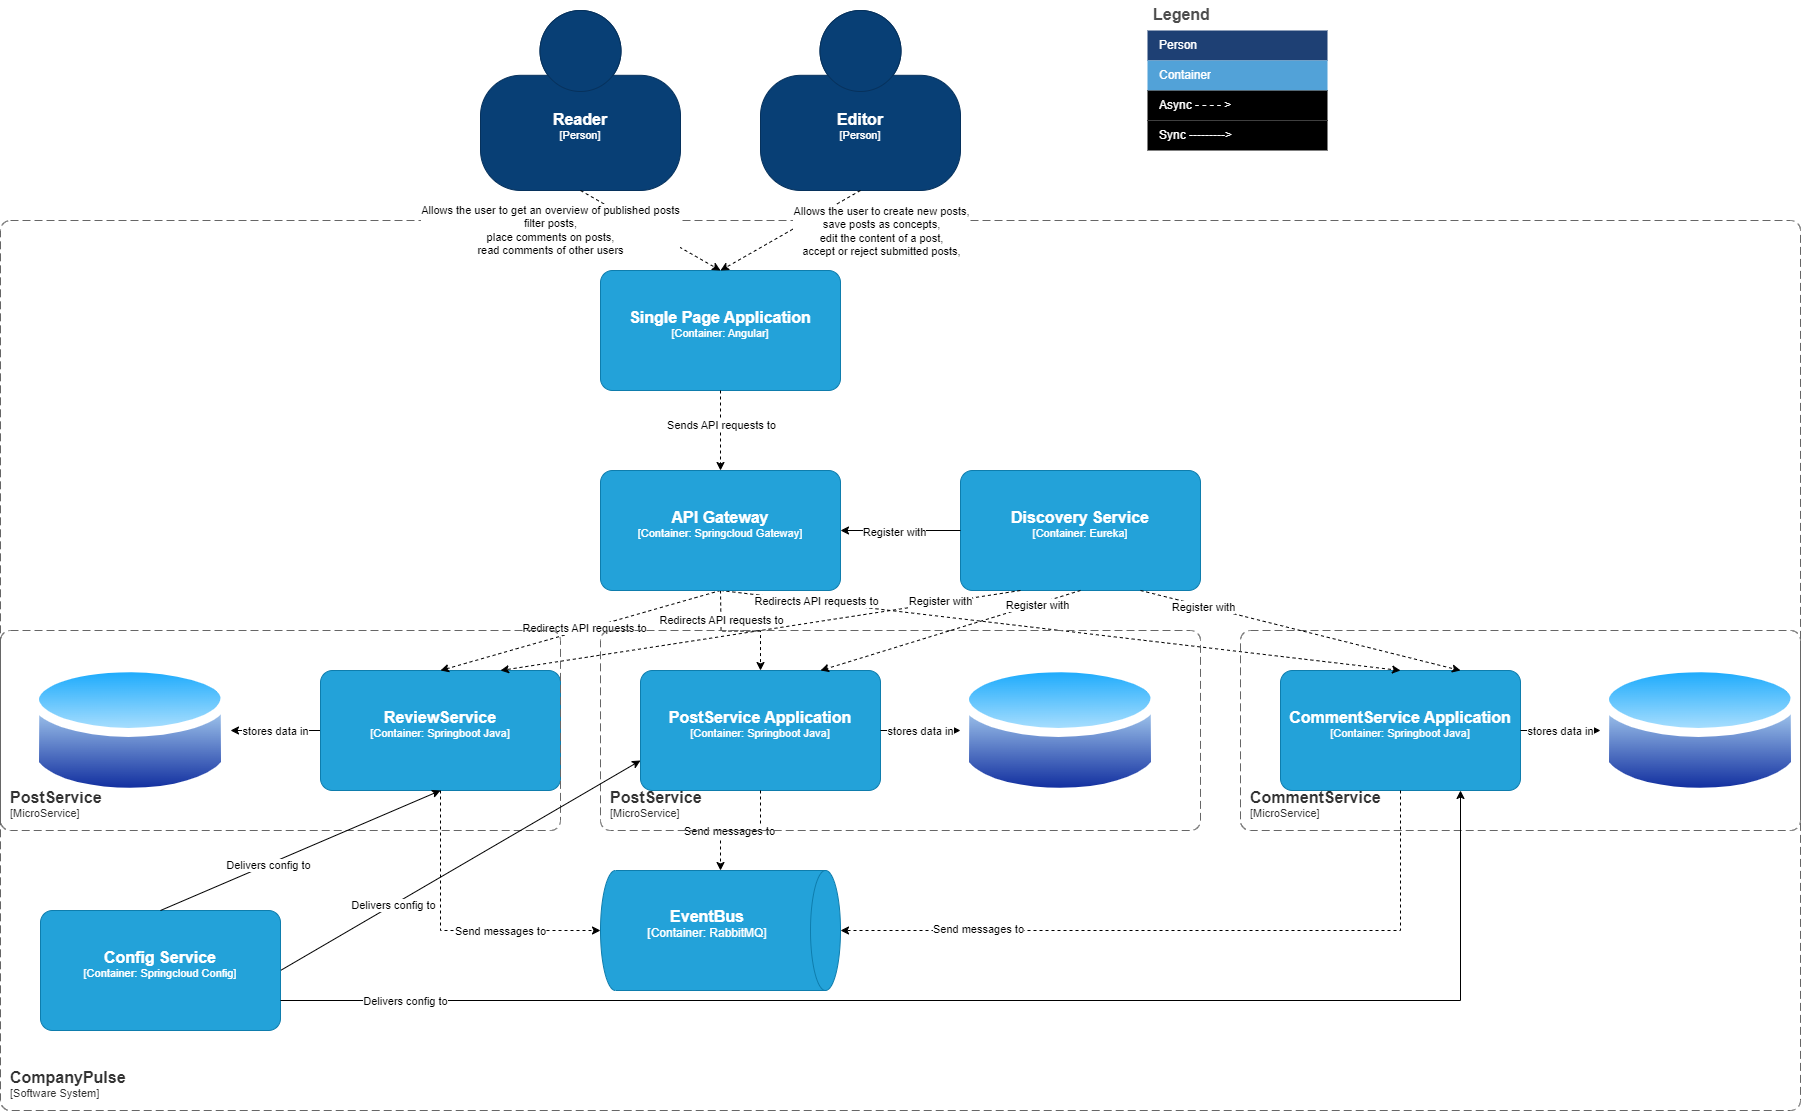 Legend
Person
Container
Async - - - - >
Sync --------->
Reader
[Person]
Editor
[Person]
Allows the user to get an overview of published posts
filter posts,
place comments on posts,
read comments of other users
Allows the user to create new posts,
save posts as concepts,
edit the content of a post,
accept or reject submitted posts,
Single Page Application
[Container: Angular]
Sends API requests to
API Gateway
[Container: Springcloud Gateway]
Register with
Discovery Service
[Container: Eureka]
Redirects API requests to
Register with
Register with
Register with
Redirects API requests to
Redirects API requests to
stores data in
ReviewService
[Container: Springboot Java]
PostService Application
[Container: Springboot Java]
stores data in
CommentService Application
[Container: Springboot Java]
stores data in
PostService
[MicroService]
PostService
[MicroService]
CommentService
[MicroService]
Send messages to
Delivers config to
Delivers config to
EventBus
[Container: RabbitMQ]
Send messages to
Send messages to
Config Service
[Container: Springcloud Config]
Delivers config to
CompanyPulse
[Software System]